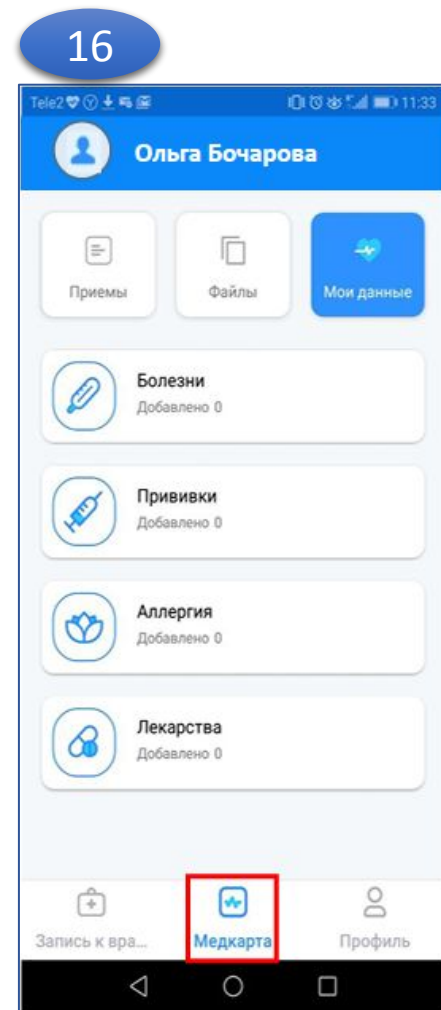 16
Tele2 11:33
Ольга Бочарова
Приемы Файлы Мои данные
Болезни
Добавлено 0
Прививки
Добавлено 0
Аллергия
Добавлено 0
Лекарства
Добавлено 0
Запись к вра... Медкарта Профиль